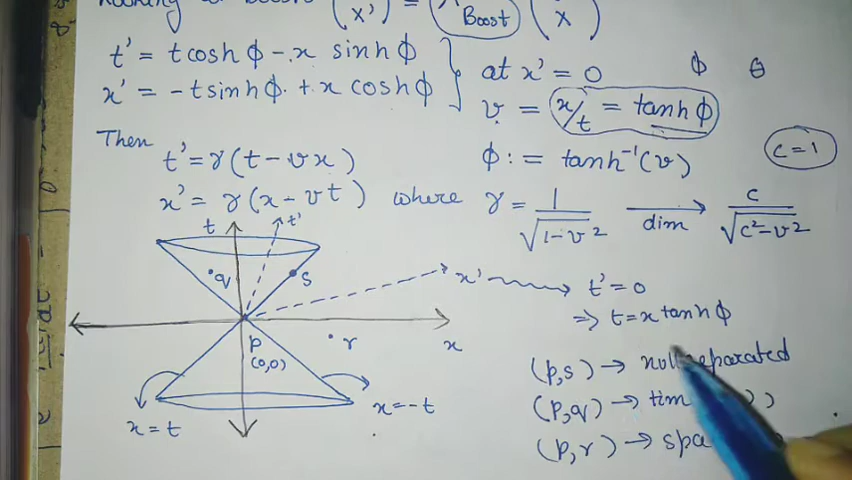 (x') = Boost (x)
t' = t cosh ϕ - x sinh ϕ
x' = -t sinh ϕ + x cosh ϕ
at x' = 0 ϕ θ
v = x/t = tanh ϕ
Then
t' = γ(t - vx)
ϕ := tanh⁻¹(v)
c = 1
x' = γ(x - vt) where γ = 1/√(1-v²) dim c/√(c²-v²)
t t'
q s
x' t' = 0
⇒ t = x tanh ϕ
p r x
(0,0)
(p,s) → null separated
x = t x = -t
(p,q) → tim ))
(p,r) → spa